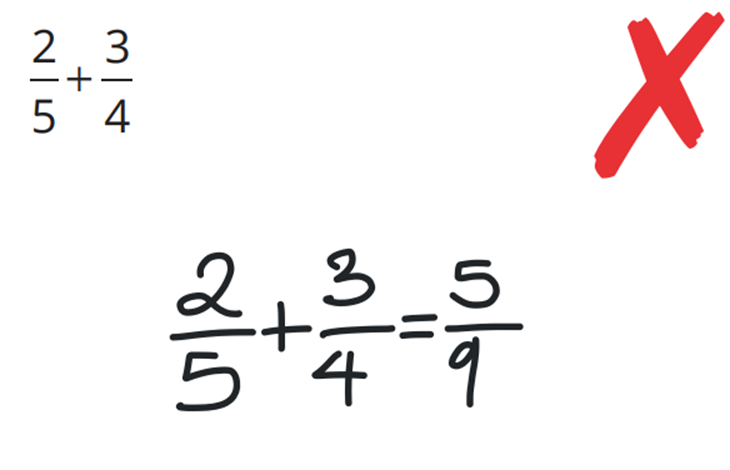 2/5 + 3/4
2/5 + 3/4 = 5/9